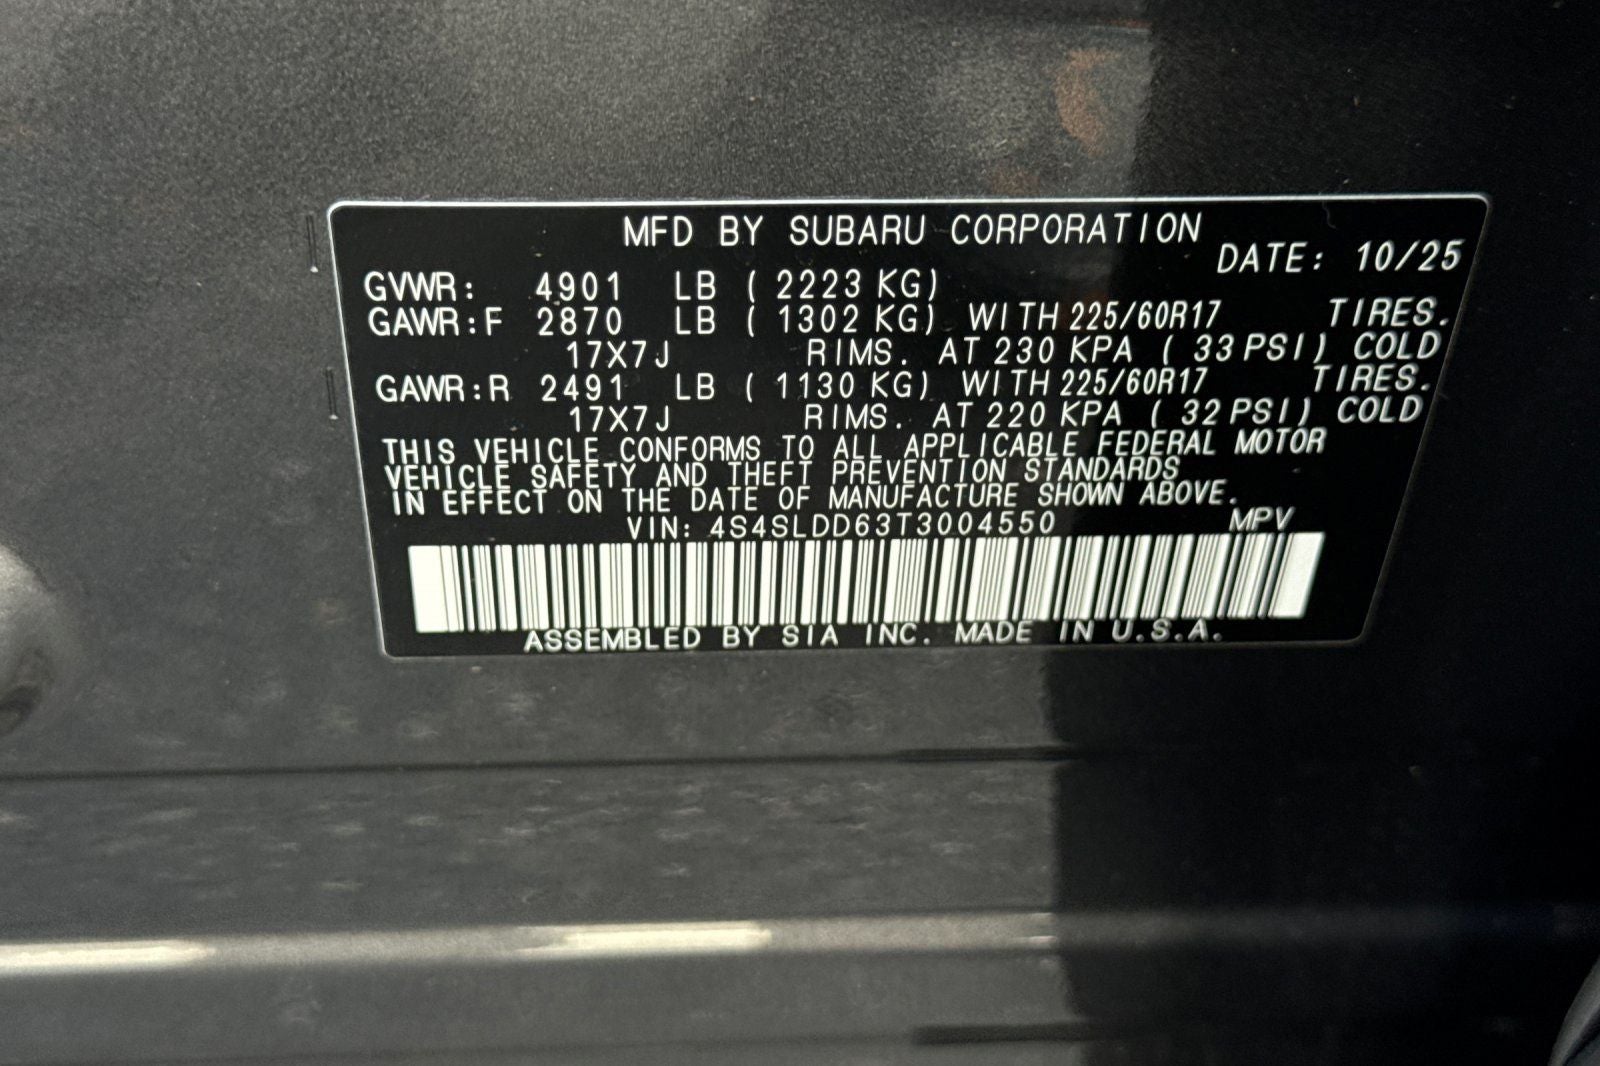 MFD BY SUBARU CORPORATION
DATE: 10/25
GVWR: 4901 LB ( 2223 KG)
GAWR:F 2870 LB ( 1302 KG) WITH 225/60R17 TIRES.
17X7J RIMS. AT 230 KPA ( 33 PSI) COLD
GAWR:R 2491 LB ( 1130 KG) WITH 225/60R17 TIRES.
17X7J RIMS. AT 220 KPA ( 32 PSI) COLD
THIS VEHICLE CONFORMS TO ALL APPLICABLE FEDERAL MOTOR
VEHICLE SAFETY AND THEFT PREVENTION STANDARDS
IN EFFECT ON THE DATE OF MANUFACTURE SHOWN ABOVE.
VIN: 4S4SLDD63T3004550 MPV
ASSEMBLED BY SIA INC. MADE IN U.S.A.